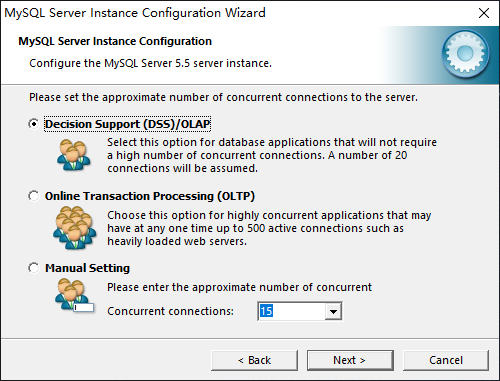 MySQL Server Instance Configuration Wizard
MySQL Server Instance Configuration
Configure the MySQL Server 5.5 server instance.
Please set the approximate number of concurrent connections to the server.
Decision Support (DSS)/OLAP
Select this option for database applications that will not require
a high number of concurrent connections. A number of 20
connections will be assumed.
Online Transaction Processing (OLTP)
Choose this option for highly concurrent applications that may
have at any one time up to 500 active connections such as
heavily loaded web servers.
Manual Setting
Please enter the approximate number of concurrent
Concurrent connections: 15
< Back Next > Cancel